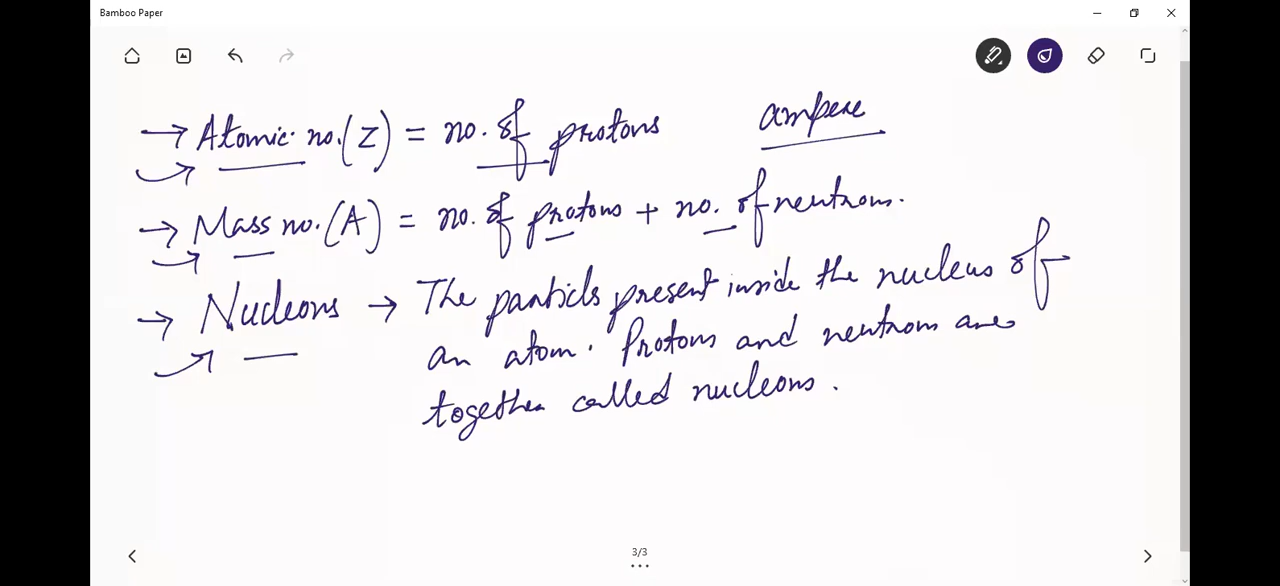 Bamboo Paper
→ Atomic no.(Z) = no. of protons
ampere
→ Mass no.(A) = no. of protons + no. of neutrons.
→ Nucleons → The particls present inside the nucleus of
an atom. Protons and neutrons are
together called nucleons.
3/3